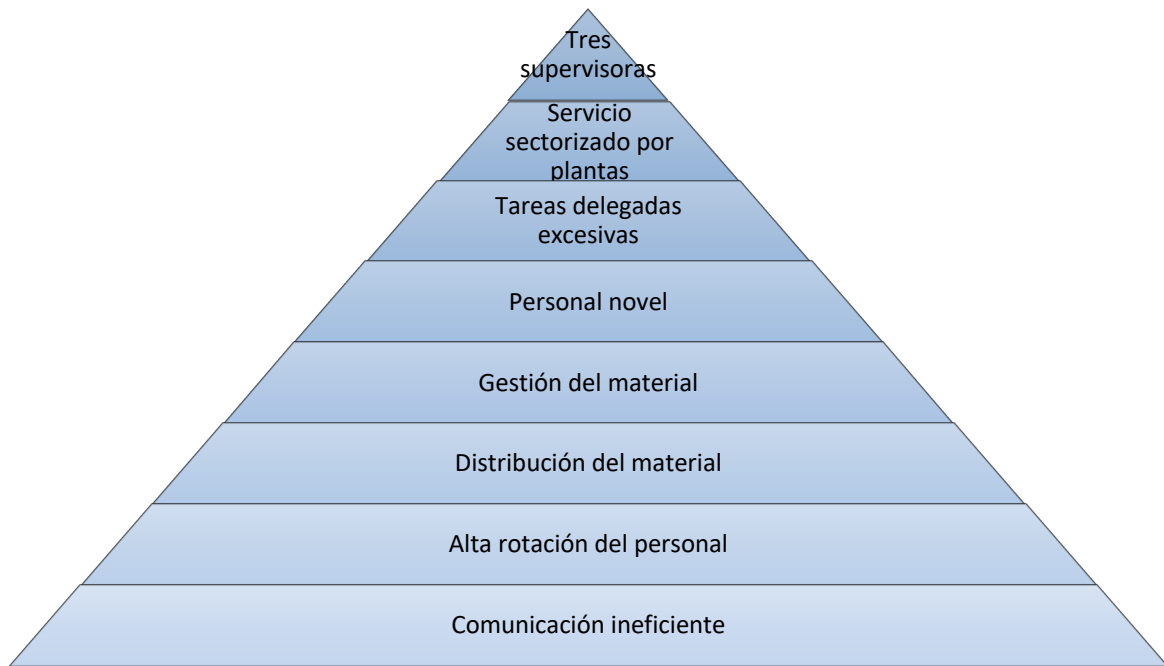 Tres
supervisoras
Servicio
sectorizado por
plantas
Tareas delegadas
excesivas
Personal novel
Gestión del material
Distribución del material
Alta rotación del personal
Comunicación ineficiente